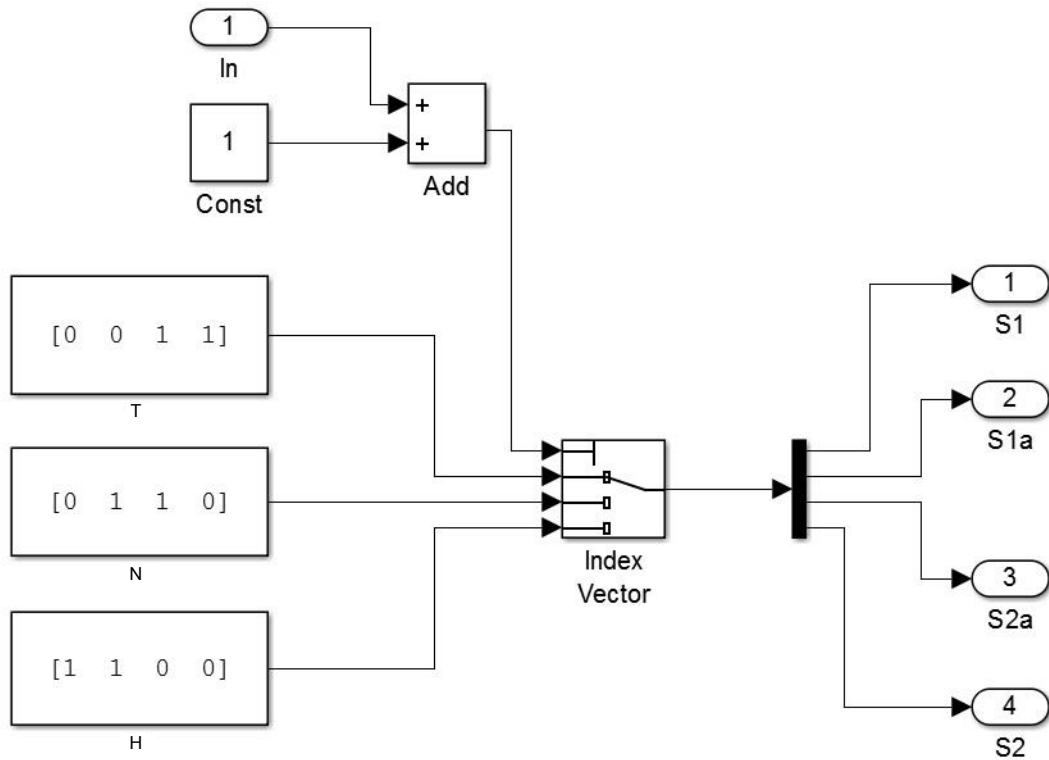 1
In
1
Const
+
+
Add
[0 0 1 1]
T
[0 1 1 0]
N
[1 1 0 0]
H
Index
Vector
1
S1
2
S1a
3
S2a
4
S2